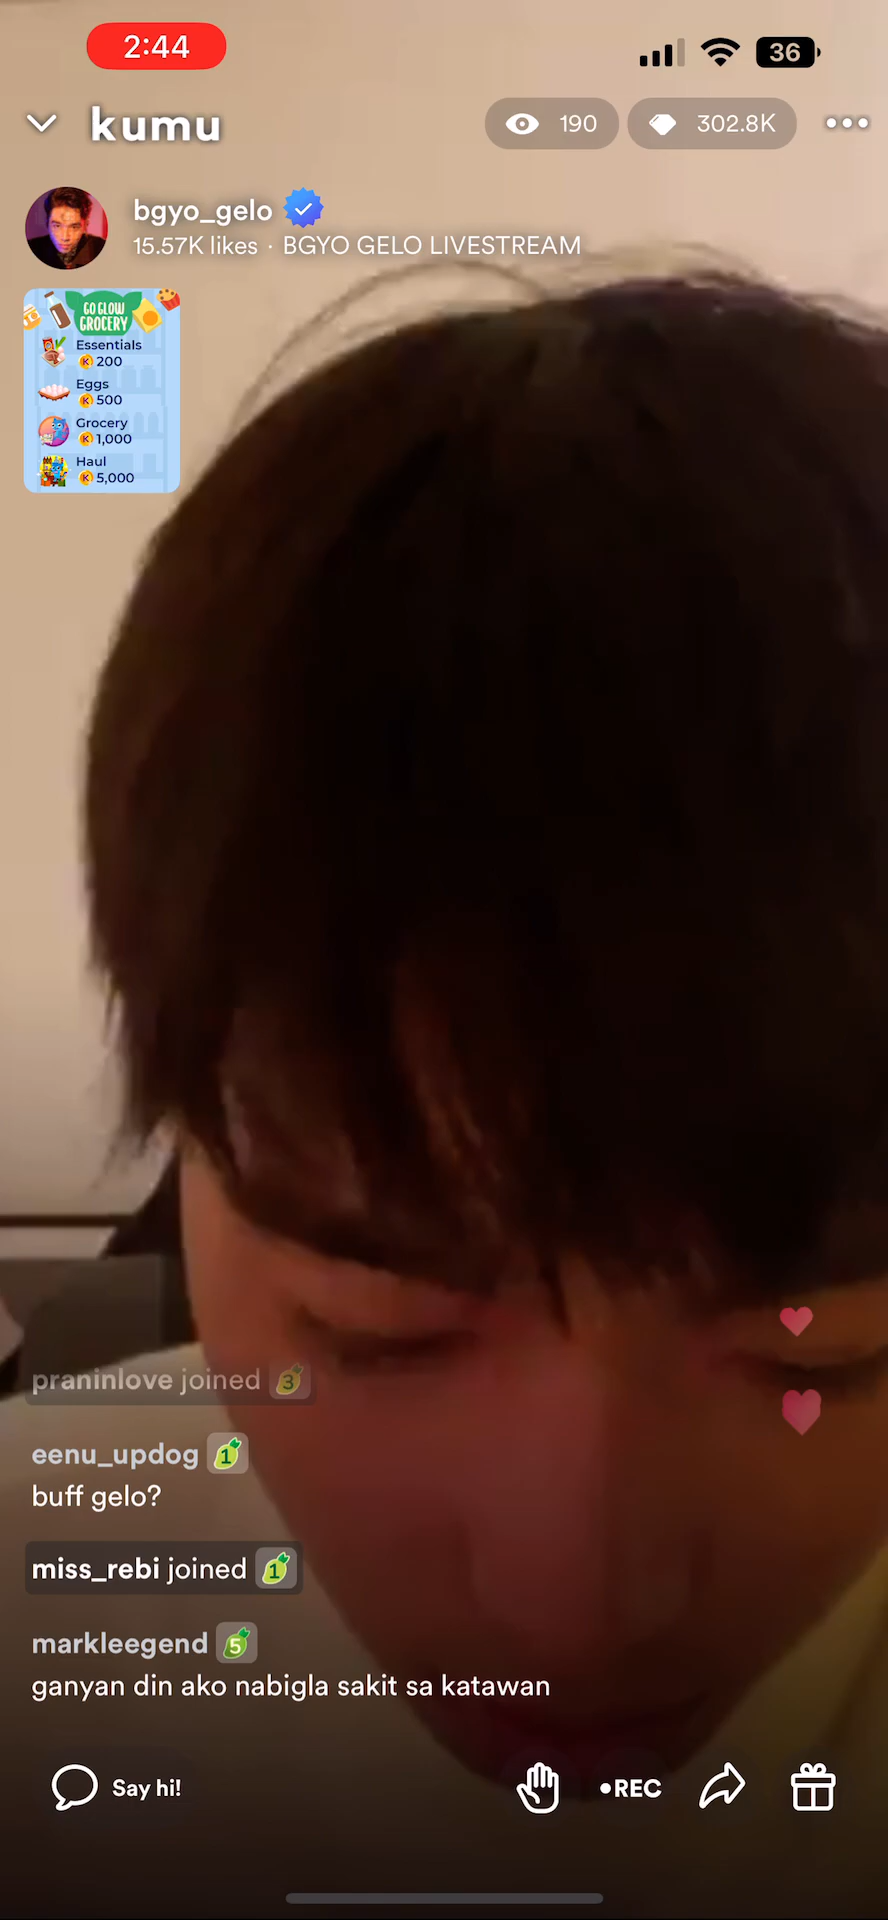 2:44
36
kumu
190
302.8K
bgyo_gelo
15.57K likes · BGYO GELO LIVESTREAM
GO GLOW
GROCERY
Essentials
K 200
Eggs
K 500
Grocery
K 1,000
Haul
K 5,000
praninlove joined 3
eenu_updog 1
buff gelo?
miss_rebi joined 1
markleegend 5
ganyan din ako nabigla sakit sa katawan
Say hi!
•REC